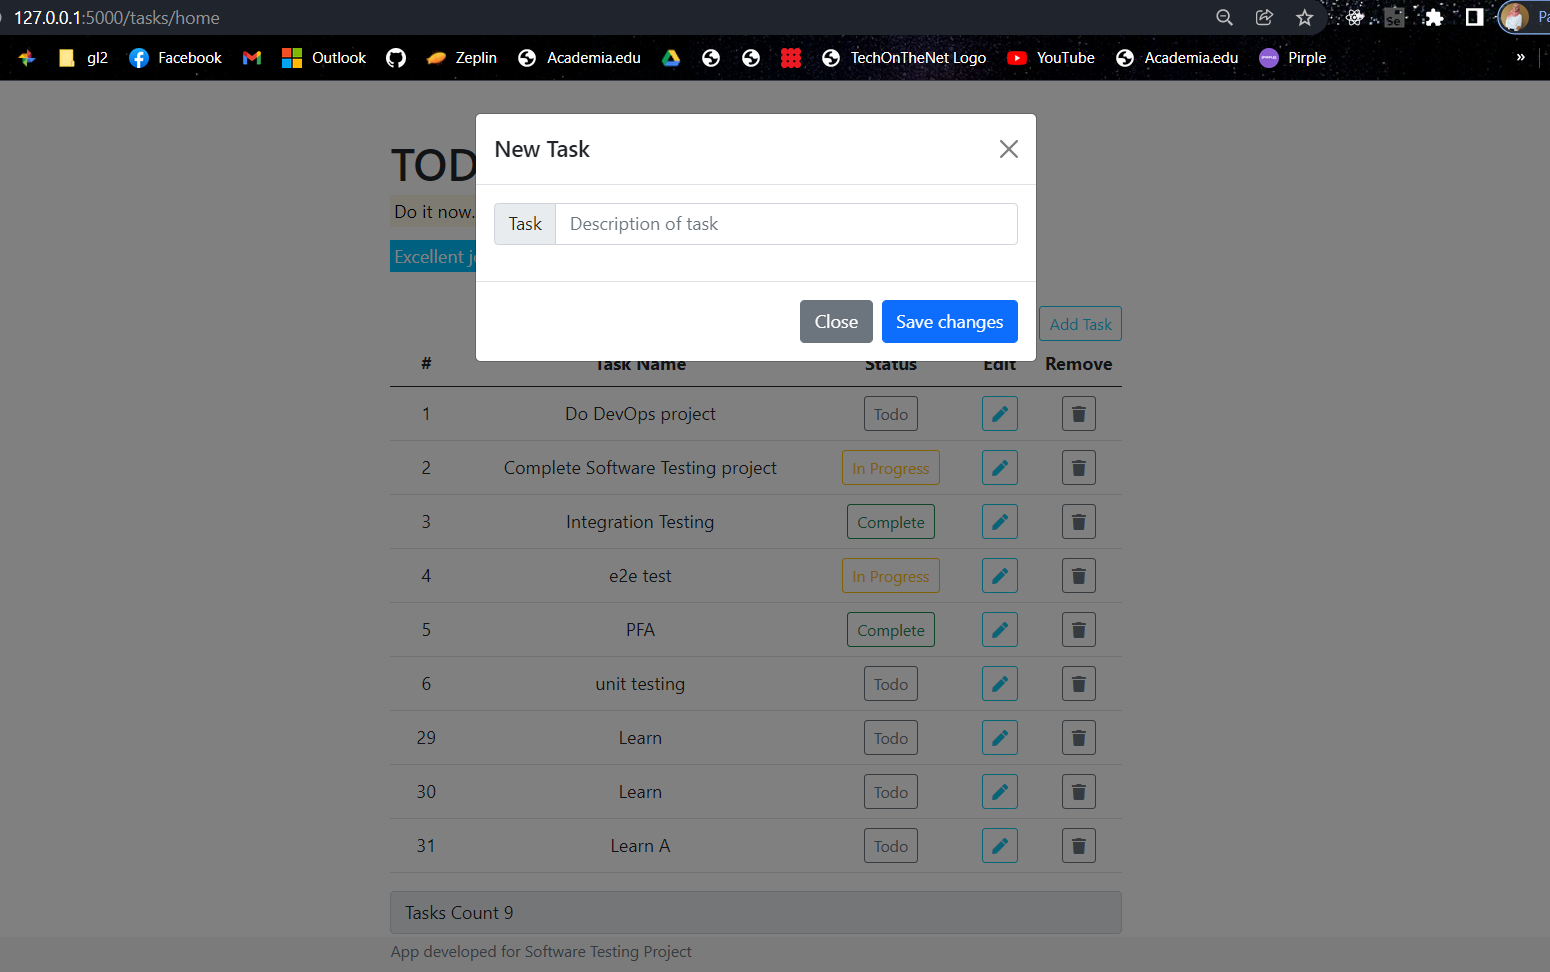 127.0.0.1:5000/tasks/home
gl2 Facebook Outlook Zeplin Academia.edu TechOnTheNet Logo YouTube Academia.edu Pirple »
New Task
TOD
Do it now.
Task Description of task
Excellent
Close Save changes Add Task
# Task Name Status Edit Remove
1 Do DevOps project Todo
2 Complete Software Testing project In Progress
3 Integration Testing Complete
4 e2e test In Progress
5 PFA Complete
6 unit testing Todo
29 Learn Todo
30 Learn Todo
31 Learn A Todo
Tasks Count 9
App developed for Software Testing Project